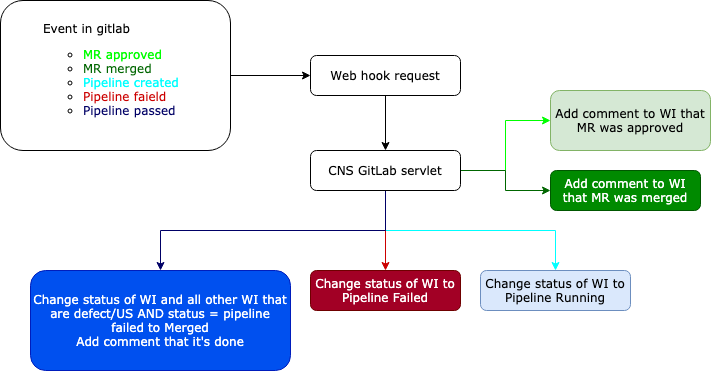 Event in gitlab
MR approved
MR merged
Pipeline created
Pipeline faield
Pipeline passed
Web hook request
CNS GitLab servlet
Add comment to WI that
MR was approved
Add comment to WI
that MR was merged
Change status of WI and all other WI that
are defect/US AND status = pipeline
failed to Merged
Add comment that it's done
Change status of WI to
Pipeline Failed
Change status of WI to
Pipeline Running